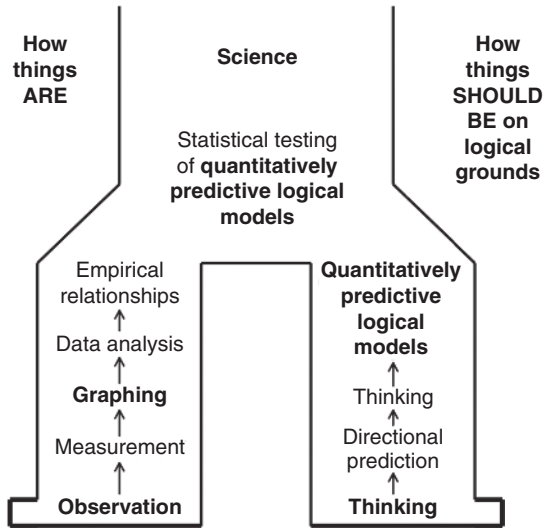 How
things
ARE
Science
How
things
SHOULD
BE on
logical
grounds
Statistical testing
of quantitatively
predictive logical
models
Empirical
relationships
Data analysis
Graphing
Measurement
Observation
Quantitatively
predictive
logical
models
Thinking
Directional
prediction
Thinking